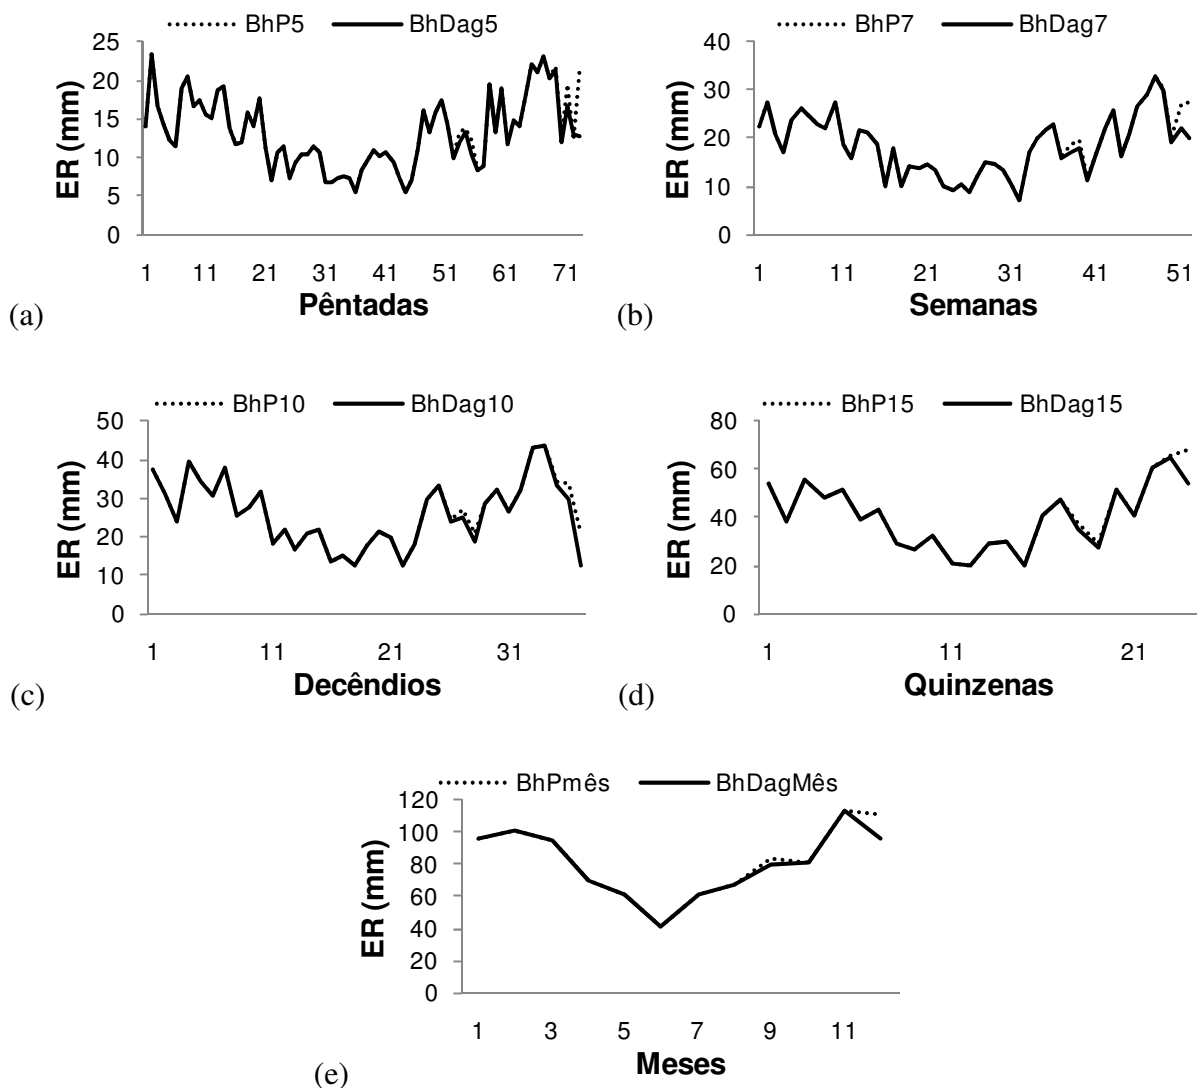 BhP5 BhDag5
25
20
15
10
5
0
ER (mm)
1 11 21 31 41 51 61 71
Pêntadas
(a)
BhP7 BhDag7
40
30
20
10
0
ER (mm)
1 11 21 31 41 51
Semanas
(b)
BhP10 BhDag10
50
40
30
20
10
0
ER (mm)
1 11 21 31
Decêndios
(c)
BhP15 BhDag15
80
60
40
20
0
ER (mm)
1 11 21
Quinzenas
(d)
BhPmês BhDagMês
120
100
80
60
40
20
0
ER (mm)
1 3 5 7 9 11
Meses
(e)